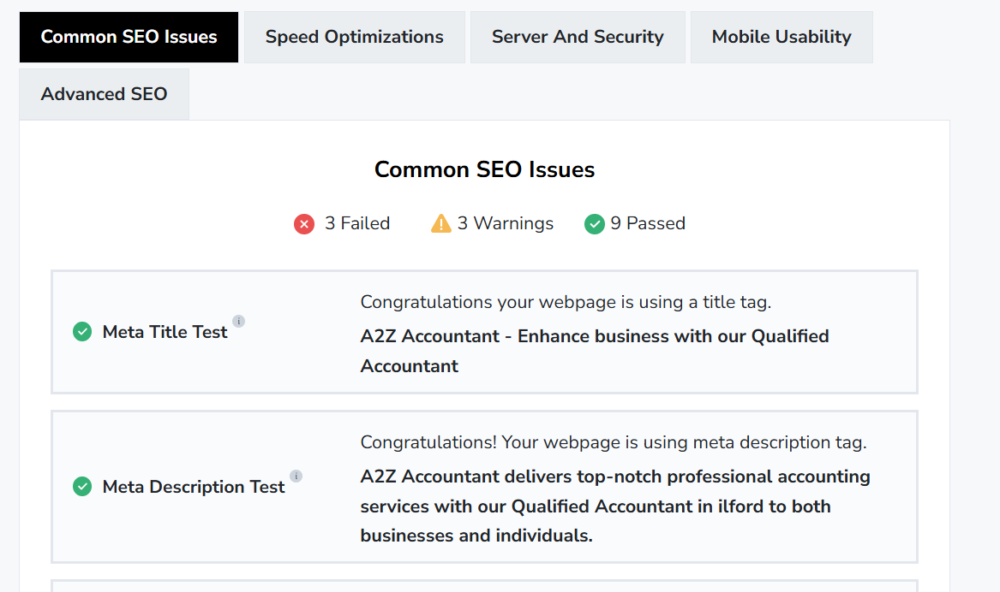 Common SEO Issues
Speed Optimizations
Server And Security
Mobile Usability
Advanced SEO
Common SEO Issues
3 Failed
3 Warnings
9 Passed
Meta Title Test
Congratulations your webpage is using a title tag.
A2Z Accountant - Enhance business with our Qualified
Accountant
Meta Description Test
Congratulations! Your webpage is using meta description tag.
A2Z Accountant delivers top-notch professional accounting
services with our Qualified Accountant in ilford to both
businesses and individuals.